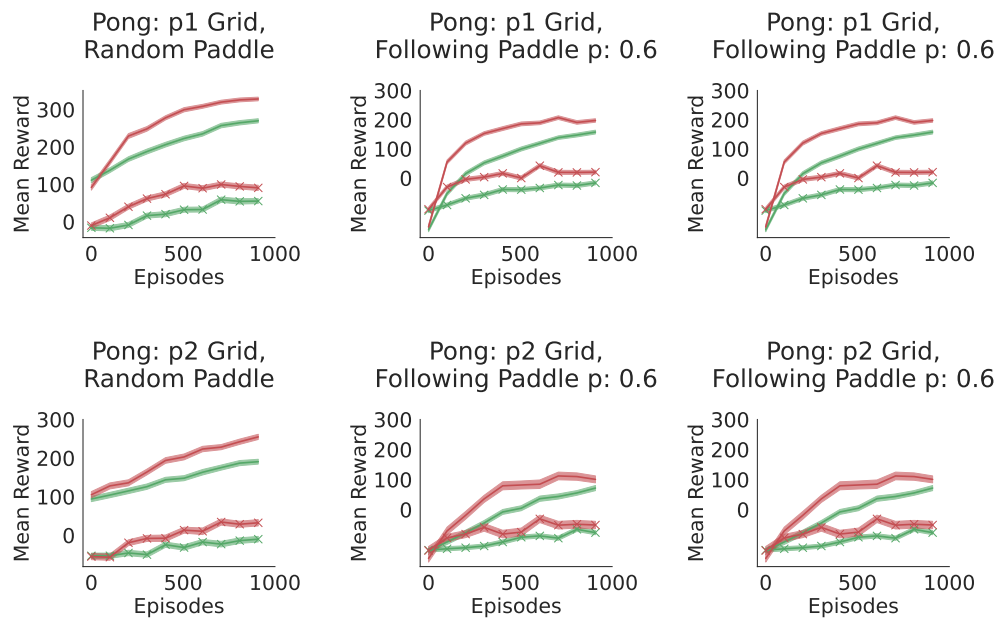 Pong: p1 Grid,
Random Paddle
Mean Reward
300
200
100
0
0
500
1000
Episodes
Pong: p1 Grid,
Following Paddle p: 0.6
Mean Reward
300
200
100
0
0
500
1000
Episodes
Pong: p1 Grid,
Following Paddle p: 0.6
Mean Reward
300
200
100
0
0
500
1000
Episodes
Pong: p2 Grid,
Random Paddle
Mean Reward
300
200
100
0
0
500
1000
Episodes
Pong: p2 Grid,
Following Paddle p: 0.6
Mean Reward
300
200
100
0
0
500
1000
Episodes
Pong: p2 Grid,
Following Paddle p: 0.6
Mean Reward
300
200
100
0
0
500
1000
Episodes